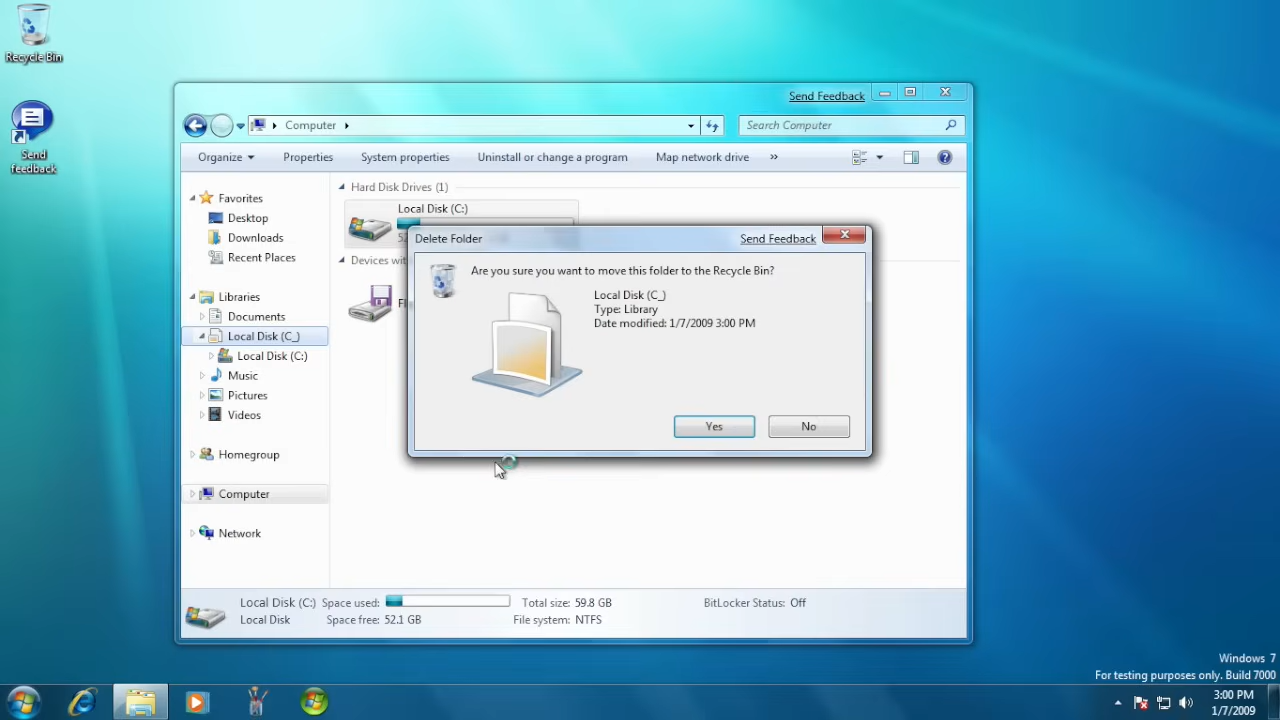 Recycle Bin
Send
feedback
Send Feedback
Computer
Search Computer
Organize
Properties
System properties
Uninstall or change a program
Map network drive
»
Favorites
Desktop
Downloads
Recent Places
Libraries
Documents
Local Disk (C_)
Local Disk (C:)
Music
Pictures
Videos
Homegroup
Computer
Network
Hard Disk Drives (1)
Local Disk (C:)
Delete Folder
Send Feedback
Are you sure you want to move this folder to the Recycle Bin?
Local Disk (C_)
Type: Library
Date modified: 1/7/2009 3:00 PM
Yes
No
Local Disk (C:)
Space used:
Total size: 59.8 GB
BitLocker Status: Off
Local Disk
Space free: 52.1 GB
File system: NTFS
Windows 7
For testing purposes only. Build 7000
3:00 PM
1/7/2009